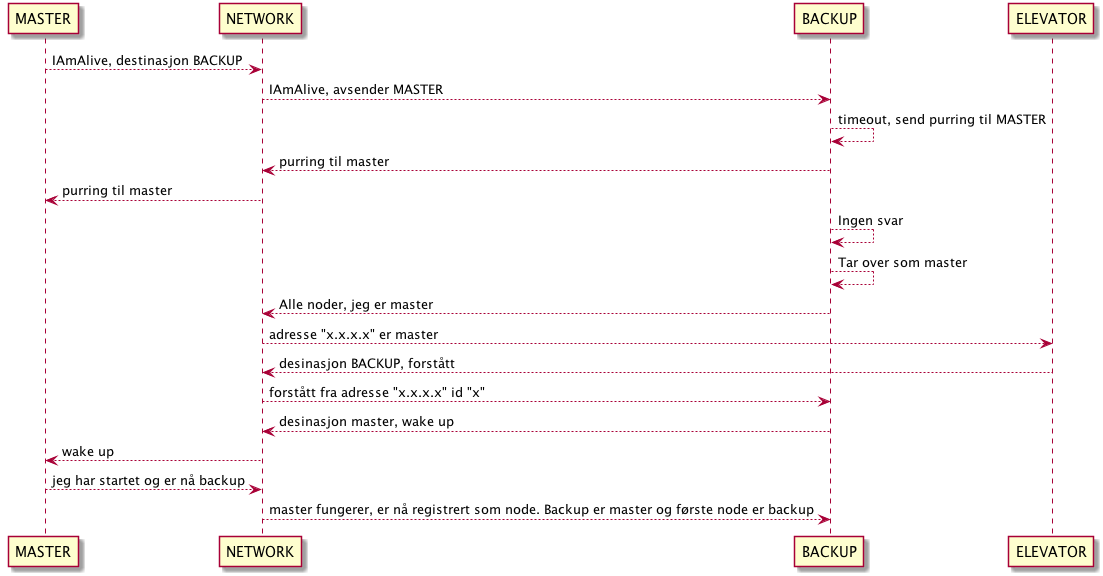 MASTER NETWORK BACKUP ELEVATOR
IAmAlive, destinasjon BACKUP
IAmAlive, avsender MASTER
timeout, send purring til MASTER
purring til master
purring til master
Ingen svar
Tar over som master
Alle noder, jeg er master
adresse "x.x.x.x" er master
desinasjon BACKUP, forstått
forstått fra adresse "x.x.x.x" id "x"
desinasjon master, wake up
wake up
jeg har startet og er nå backup
master fungerer, er nå registrert som node. Backup er master og første node er backup
MASTER NETWORK BACKUP ELEVATOR